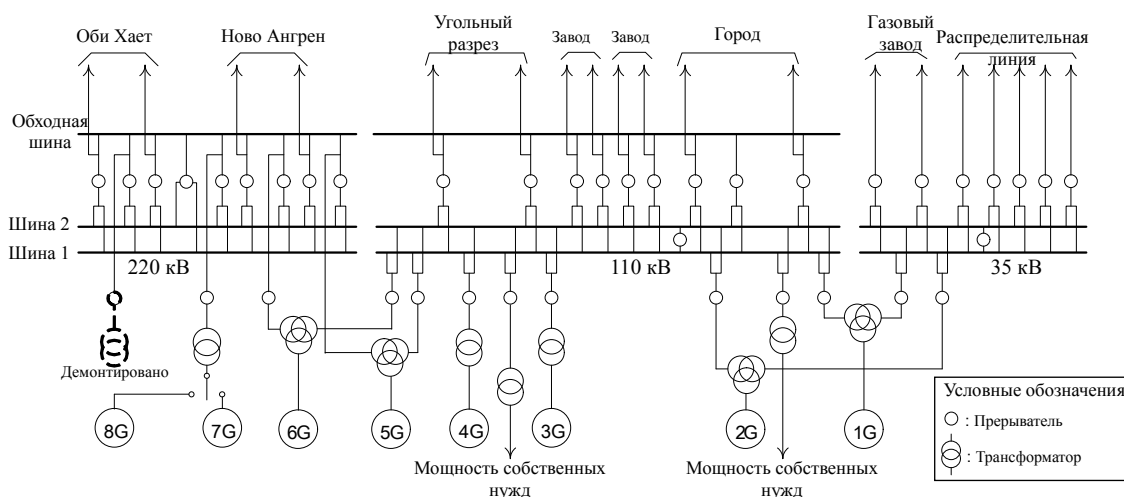 Оби Хает
Ново Ангрен
Угольный
разрез
Завод
Завод
Город
Газовый
завод
Распределительная
линия
Обходная
шина
Шина 2
Шина 1
220 кВ
110 кВ
35 кВ
Демонтировано
8G
7G
6G
5G
4G
3G
2G
1G
Мощность собственных
нужд
Мощность собственных
нужд
Условные обозначения
: Прерыватель
: Трансформатор